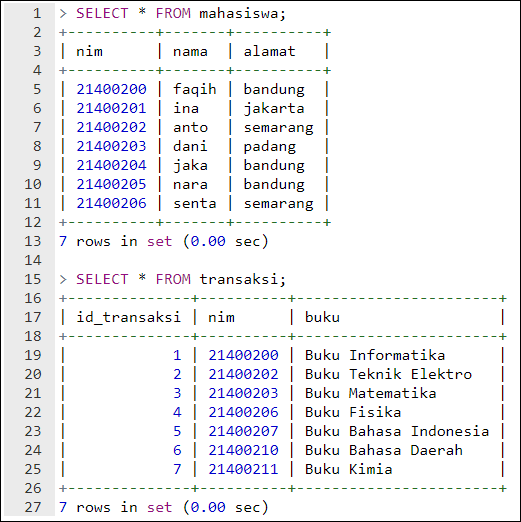 1 > SELECT * FROM mahasiswa;
2 +----------+-------+----------+
3 | nim      | nama  | alamat   |
4 +----------+-------+----------+
5 | 21400200 | faqih | bandung  |
6 | 21400201 | ina   | jakarta  |
7 | 21400202 | anto  | semarang |
8 | 21400203 | dani  | padang   |
9 | 21400204 | jaka  | bandung  |
10 | 21400205 | nara  | bandung  |
11 | 21400206 | senta | semarang |
12 +----------+-------+----------+
13 7 rows in set (0.00 sec)
14
15 > SELECT * FROM transaksi;
16 +--------------+----------+-----------------------+
17 | id_transaksi | nim      | buku                  |
18 +--------------+----------+-----------------------+
19 |            1 | 21400200 | Buku Informatika      |
20 |            2 | 21400202 | Buku Teknik Elektro   |
21 |            3 | 21400203 | Buku Matematika       |
22 |            4 | 21400206 | Buku Fisika           |
23 |            5 | 21400207 | Buku Bahasa Indonesia |
24 |            6 | 21400210 | Buku Bahasa Daerah    |
25 |            7 | 21400211 | Buku Kimia            |
26 +--------------+----------+-----------------------+
27 7 rows in set (0.00 sec)